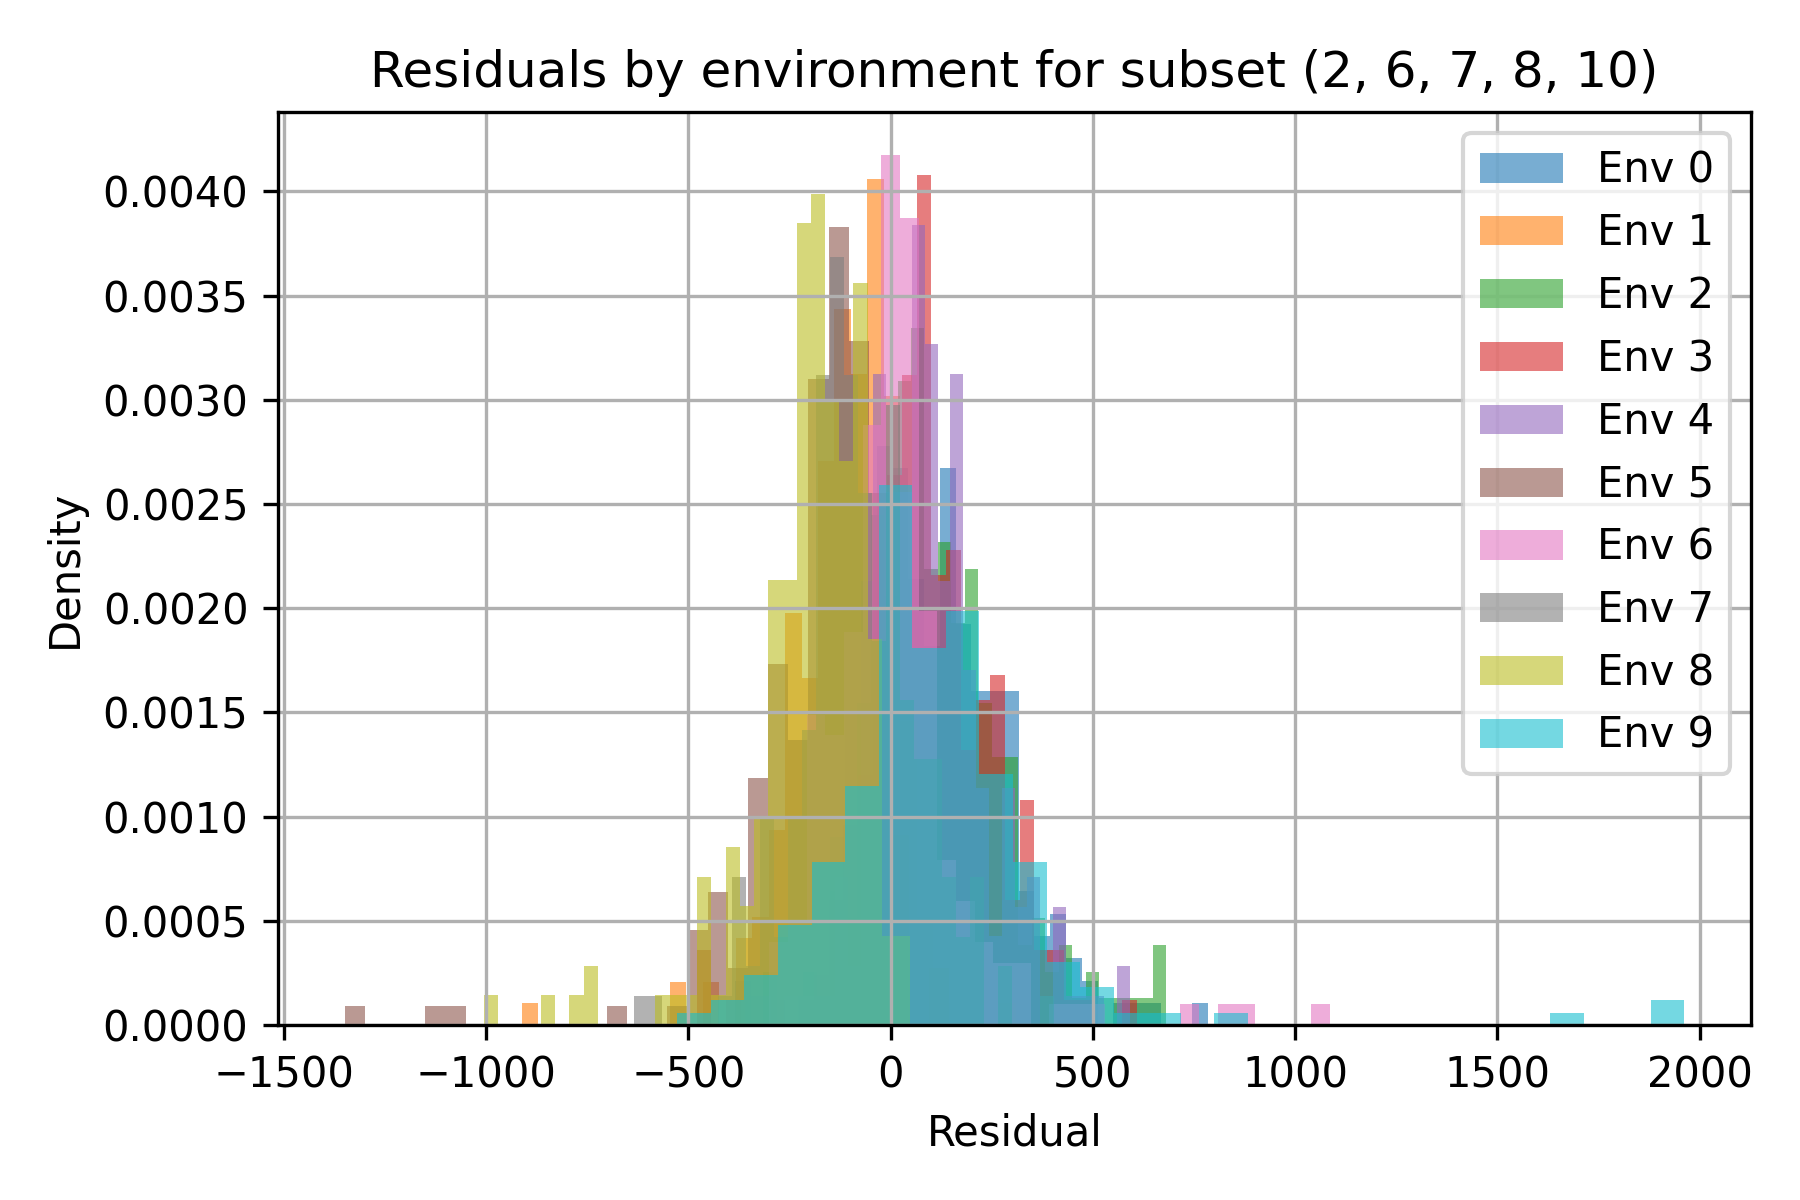 Residuals by environment for subset (2, 6, 7, 8, 10)
Env 0
Env 1
Env 2
Env 3
Env 4
Env 5
Env 6
Env 7
Env 8
Env 9
Density
0.0040
0.0035
0.0030
0.0025
0.0020
0.0015
0.0010
0.0005
0.0000
−1500 −1000 −500 0 500 1000 1500 2000
Residual